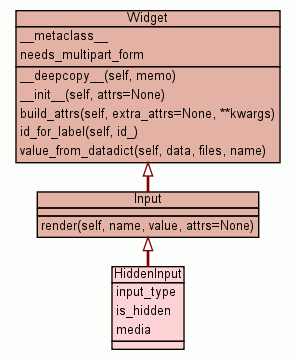 Widget
__metaclass__
needs_multipart_form
__deepcopy__(self, memo)
__init__(self, attrs=None)
build_attrs(self, extra_attrs=None, **kwargs)
id_for_label(self, id_)
value_from_datadict(self, data, files, name)
Input
render(self, name, value, attrs=None)
HiddenInput
input_type
is_hidden
media